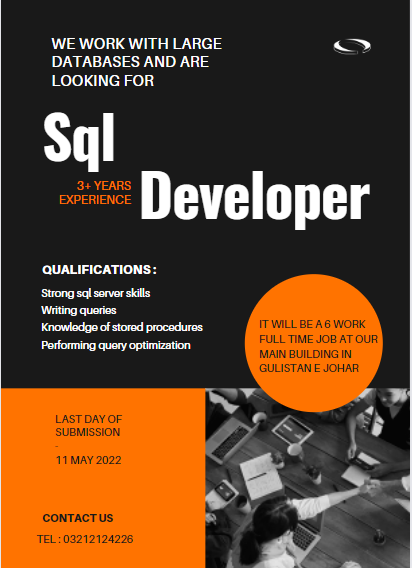 WE WORK WITH LARGE
DATABASES AND ARE
LOOKING FOR
Sql
3+ YEARS
EXPERIENCE
Developer
QUALIFICATIONS :
Strong sql server skills
Writing queries
Knowledge of stored procedures
Performing query optimization
IT WILL BE A 6 WORK
FULL TIME JOB AT OUR
MAIN BUILDING IN
GULISTAN E JOHAR
LAST DAY OF
SUBMISSION
-
11 MAY 2022
CONTACT US
TEL : 03212124226